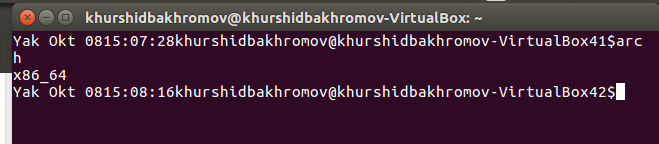 khurshidbakhromov@khurshidbakhromov-VirtualBox: ~
Yak Okt 0815:07:28khurshidbakhromov@khurshidbakhromov-VirtualBox41$arc
h
x86_64
Yak Okt 0815:08:16khurshidbakhromov@khurshidbakhromov-VirtualBox42$